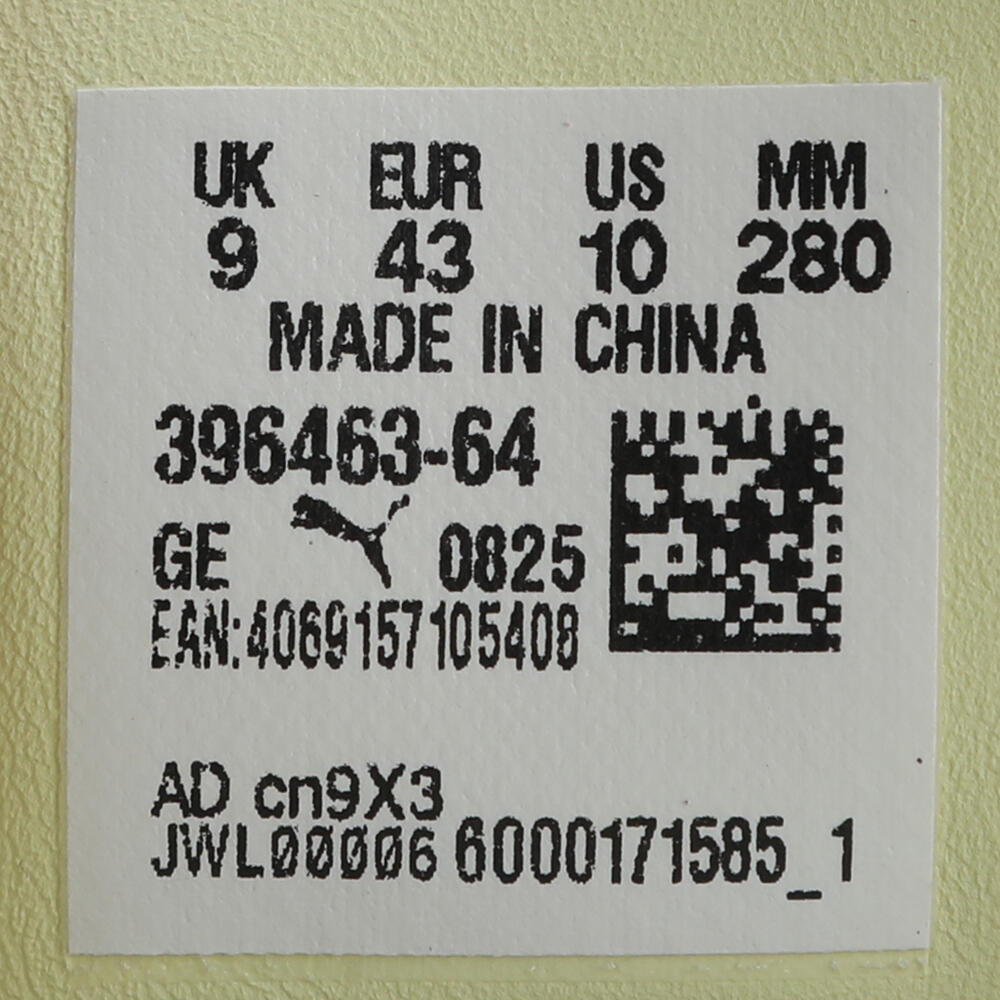 UK EUR US MM
9 43 10 280
MADE IN CHINA
396463-64
GE 0825
EAN:4069157105408
AD cn9X3
JWL00006 6000171585_1